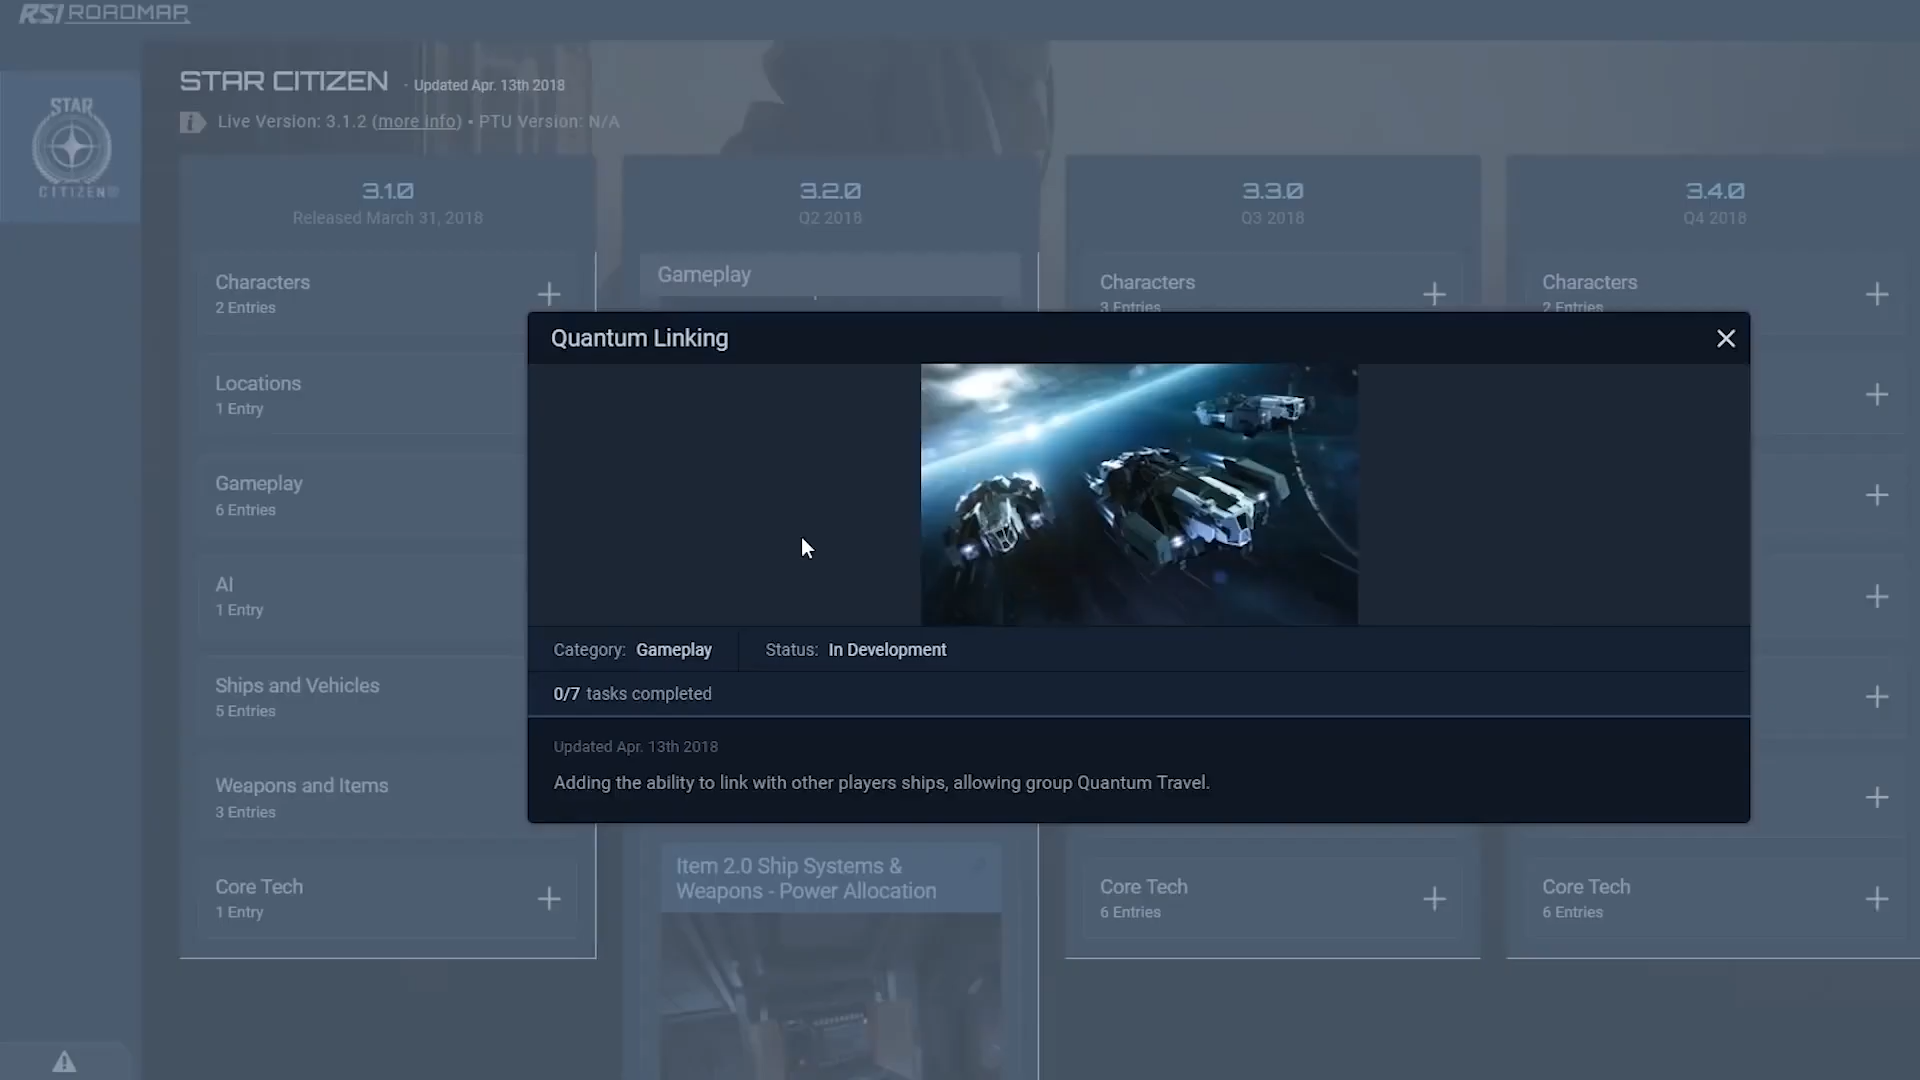 RSI ROADMAP
STAR CITIZEN
STAR CITIZEN · Updated Apr. 13th 2018
Live Version: 3.1.2 (more info) • PTU Version: N/A
3.1.0
Released March 31, 2018
Characters
2 Entries
Locations
1 Entry
Gameplay
6 Entries
AI
1 Entry
Ships and Vehicles
5 Entries
Weapons and Items
3 Entries
Core Tech
1 Entry
3.2.0
Q2 2018
Gameplay
Quantum Linking
Category: Gameplay
Status: In Development
0/7 tasks completed
Updated Apr. 13th 2018
Adding the ability to link with other players ships, allowing group Quantum Travel.
Item 2.0 Ship Systems &
Weapons - Power Allocation
3.3.0
Q3 2018
Characters
3 Entries
Core Tech
6 Entries
3.4.0
Q4 2018
Characters
2 Entries
Core Tech
6 Entries